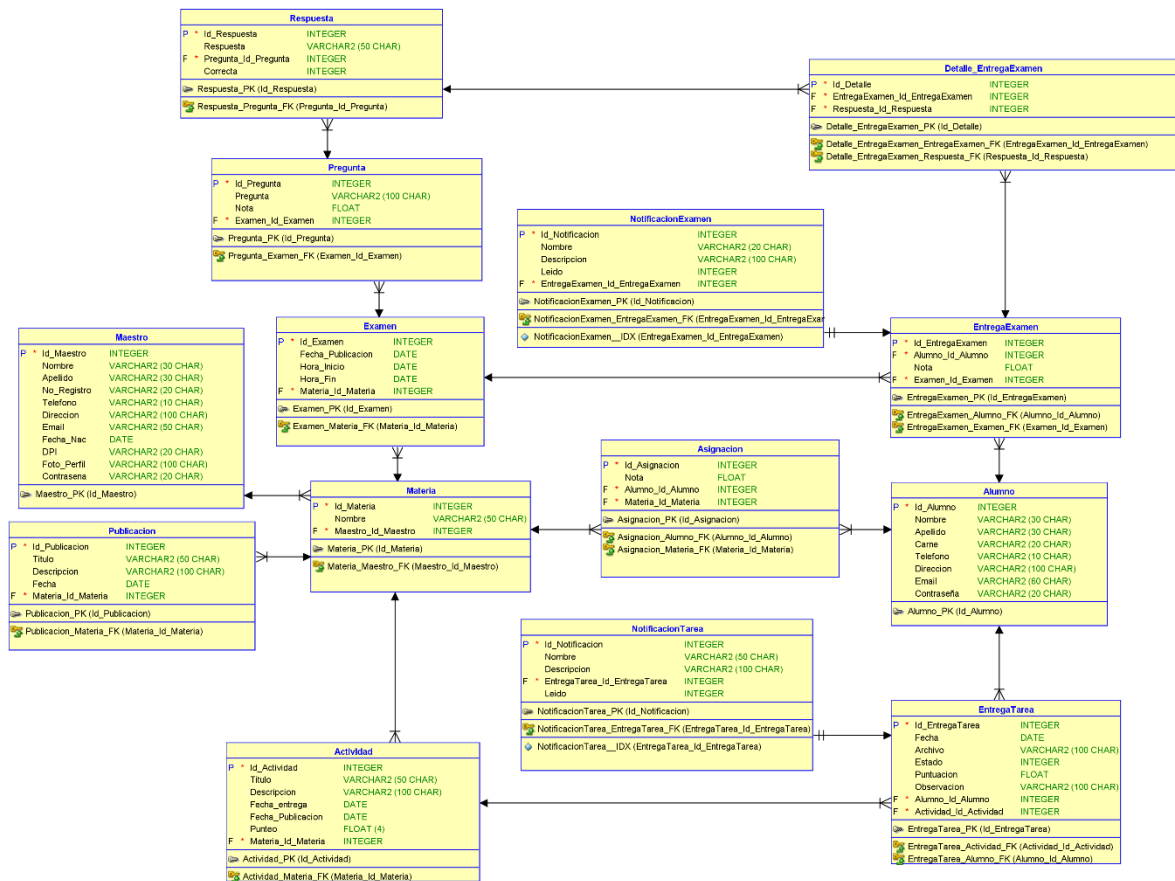 Respuesta
P * Id_Respuesta INTEGER
Respuesta VARCHAR2 (50 CHAR)
F * Pregunta_Id_Pregunta INTEGER
Correcta INTEGER
Respuesta_PK (Id_Respuesta)
Respuesta_Pregunta_FK (Pregunta_Id_Pregunta)
Detalle_EntregaExamen
P * Id_Detalle INTEGER
F * EntregaExamen_Id_EntregaExamen INTEGER
F * Respuesta_Id_Respuesta INTEGER
Detalle_EntregaExamen_PK (Id_Detalle)
Detalle_EntregaExamen_EntregaExamen_FK (EntregaExamen_Id_EntregaExamen)
Detalle_EntregaExamen_Respuesta_FK (Respuesta_Id_Respuesta)
Pregunta
P * Id_Pregunta INTEGER
Pregunta VARCHAR2 (100 CHAR)
Nota FLOAT
F * Examen_Id_Examen INTEGER
Pregunta_PK (Id_Pregunta)
Pregunta_Examen_FK (Examen_Id_Examen)
NotificacionExamen
P * Id_Notificacion INTEGER
Nombre VARCHAR2 (20 CHAR)
Descripcion VARCHAR2 (100 CHAR)
Leido INTEGER
F * EntregaExamen_Id_EntregaExamen INTEGER
NotificacionExamen_PK (Id_Notificacion)
NotificacionExamen_EntregaExamen_FK (EntregaExamen_Id_EntregaExar
NotificacionExamen__IDX (EntregaExamen_Id_EntregaExamen)
Maestro
P * Id_Maestro INTEGER
Nombre VARCHAR2 (30 CHAR)
Apellido VARCHAR2 (30 CHAR)
No_Registro VARCHAR2 (20 CHAR)
Telefono VARCHAR2 (10 CHAR)
Direccion VARCHAR2 (100 CHAR)
Email VARCHAR2 (50 CHAR)
Fecha_Nac DATE
DPI VARCHAR2 (20 CHAR)
Foto_Perfil VARCHAR2 (100 CHAR)
Contrasena VARCHAR2 (20 CHAR)
Maestro_PK (Id_Maestro)
Examen
P * Id_Examen INTEGER
Fecha_Publicacion DATE
Hora_Inicio DATE
Hora_Fin DATE
F * Materia_Id_Materia INTEGER
Examen_PK (Id_Examen)
Examen_Materia_FK (Materia_Id_Materia)
EntregaExamen
P * Id_EntregaExamen INTEGER
F * Alumno_Id_Alumno INTEGER
Nota FLOAT
F * Examen_Id_Examen INTEGER
EntregaExamen_PK (Id_EntregaExamen)
EntregaExamen_Alumno_FK (Alumno_Id_Alumno)
EntregaExamen_Examen_FK (Examen_Id_Examen)
Asignacion
P * Id_Asignacion INTEGER
Nota FLOAT
F * Alumno_Id_Alumno INTEGER
F * Materia_Id_Materia INTEGER
Asignacion_PK (Id_Asignacion)
Asignacion_Alumno_FK (Alumno_Id_Alumno)
Asignacion_Materia_FK (Materia_Id_Materia)
Materia
P * Id_Materia INTEGER
Nombre VARCHAR2 (50 CHAR)
F * Maestro_Id_Maestro INTEGER
Materia_PK (Id_Materia)
Materia_Maestro_FK (Maestro_Id_Maestro)
Alumno
P * Id_Alumno INTEGER
Nombre VARCHAR2 (30 CHAR)
Apellido VARCHAR2 (30 CHAR)
Carne VARCHAR2 (20 CHAR)
Telefono VARCHAR2 (10 CHAR)
Direccion VARCHAR2 (100 CHAR)
Email VARCHAR2 (60 CHAR)
Contraseña VARCHAR2 (20 CHAR)
Alumno_PK (Id_Alumno)
Publicacion
P * Id_Publicacion INTEGER
Titulo VARCHAR2 (50 CHAR)
Descripcion VARCHAR2 (100 CHAR)
Fecha DATE
F * Materia_Id_Materia INTEGER
Publicacion_PK (Id_Publicacion)
Publicacion_Materia_FK (Materia_Id_Materia)
NotificacionTarea
P * Id_Notificacion INTEGER
Nombre VARCHAR2 (50 CHAR)
Descripcion VARCHAR2 (100 CHAR)
F * EntregaTarea_Id_EntregaTarea INTEGER
Leido INTEGER
NotificacionTarea_PK (Id_Notificacion)
NotificacionTarea_EntregaTarea_FK (EntregaTarea_Id_EntregaTarea)
NotificacionTarea__IDX (EntregaTarea_Id_EntregaTarea)
EntregaTarea
P * Id_EntregaTarea INTEGER
Fecha DATE
Archivo VARCHAR2 (100 CHAR)
Estado INTEGER
Puntuacion FLOAT
Observacion VARCHAR2 (100 CHAR)
F * Alumno_Id_Alumno INTEGER
F * Actividad_Id_Actividad INTEGER
EntregaTarea_PK (Id_EntregaTarea)
EntregaTarea_Actividad_FK (Actividad_Id_Actividad)
EntregaTarea_Alumno_FK (Alumno_Id_Alumno)
Actividad
P * Id_Actividad INTEGER
Titulo VARCHAR2 (50 CHAR)
Descripcion VARCHAR2 (100 CHAR)
Fecha_entrega DATE
Fecha_Publicacion DATE
Punteo FLOAT (4)
F * Materia_Id_Materia INTEGER
Actividad_PK (Id_Actividad)
Actividad_Materia_FK (Materia_Id_Materia)